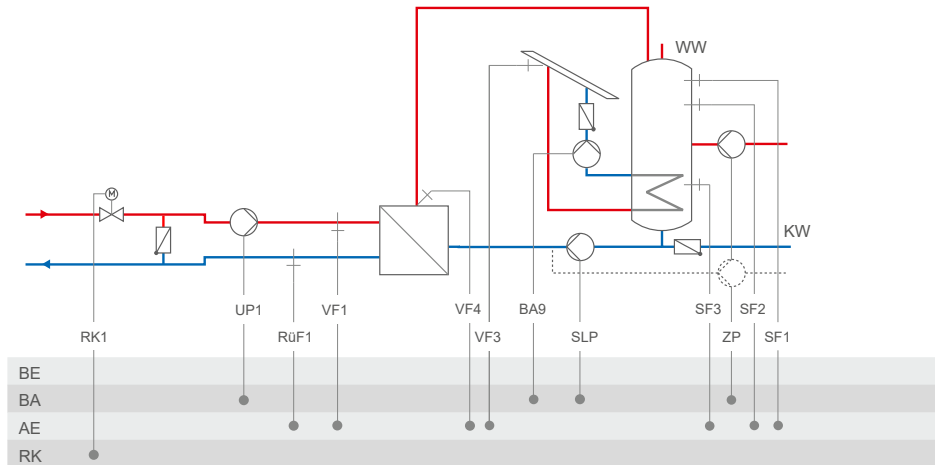 WW
M
KW
UP1
VF1
VF4
BA9
SF3
SF2
RK1
RüF1
VF3
SLP
ZP
SF1
BE
BA
AE
RK